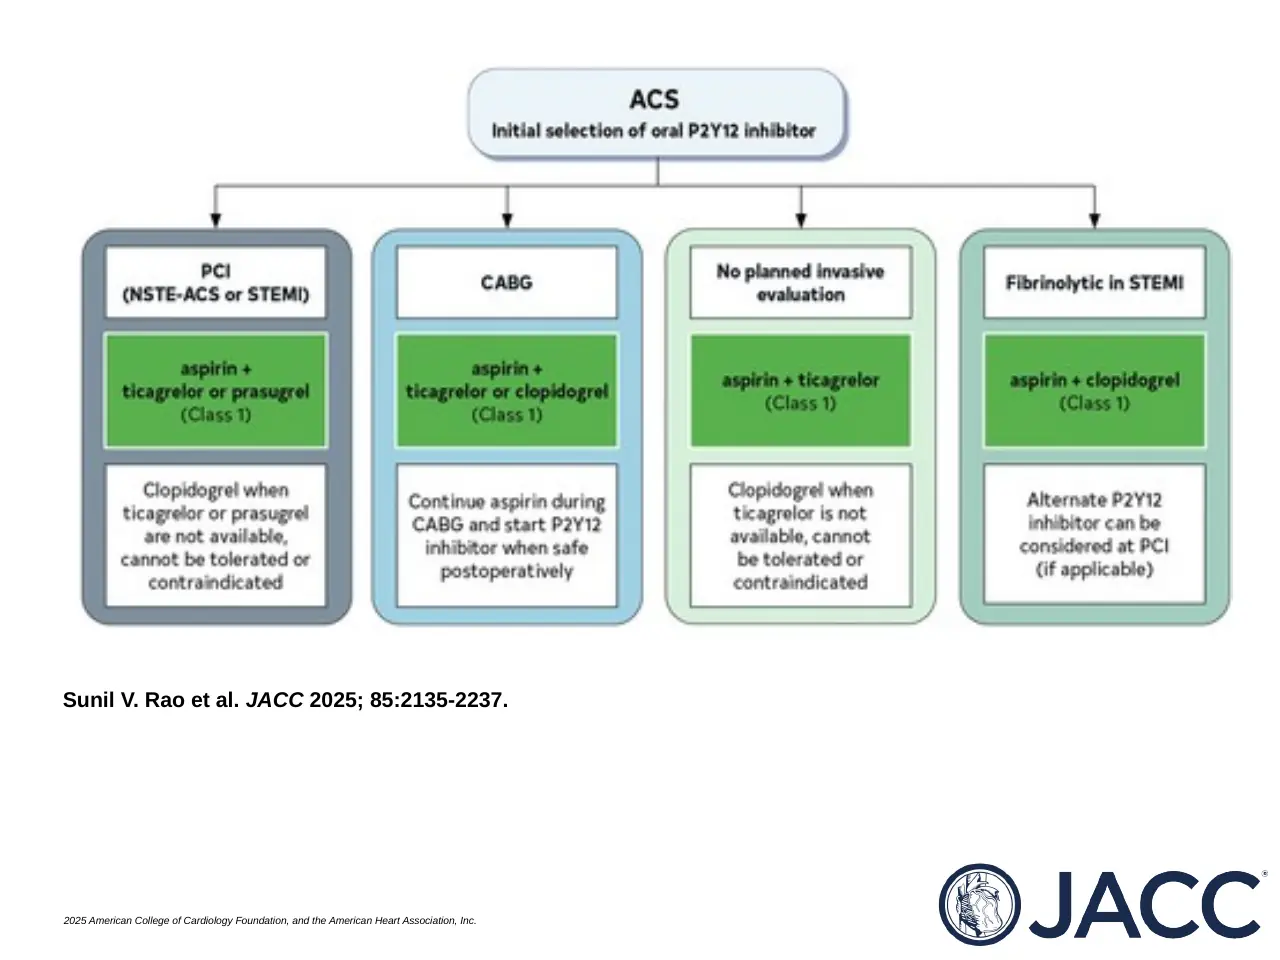 ACS
Initial selection of oral P2Y12 inhibitor
PCI
(NSTE-ACS or STEMI)
aspirin +
ticagrelor or prasugrel
(Class 1)
Clopidogrel when
ticagrelor or prasugrel
are not available,
cannot be tolerated or
contraindicated
CABG
aspirin +
ticagrelor or clopidogrel
(Class 1)
Continue aspirin during
CABG and start P2Y12
inhibitor when safe
postoperatively
No planned invasive
evaluation
aspirin + ticagrelor
(Class 1)
Clopidogrel when
ticagrelor is not
available, cannot
be tolerated or
contraindicated
Fibrinolytic in STEMI
aspirin + clopidogrel
(Class 1)
Alternate P2Y12
inhibitor can be
considered at PCI
(if applicable)
Sunil V. Rao et al. JACC 2025; 85:2135-2237.
2025 American College of Cardiology Foundation, and the American Heart Association, Inc.
JACC®